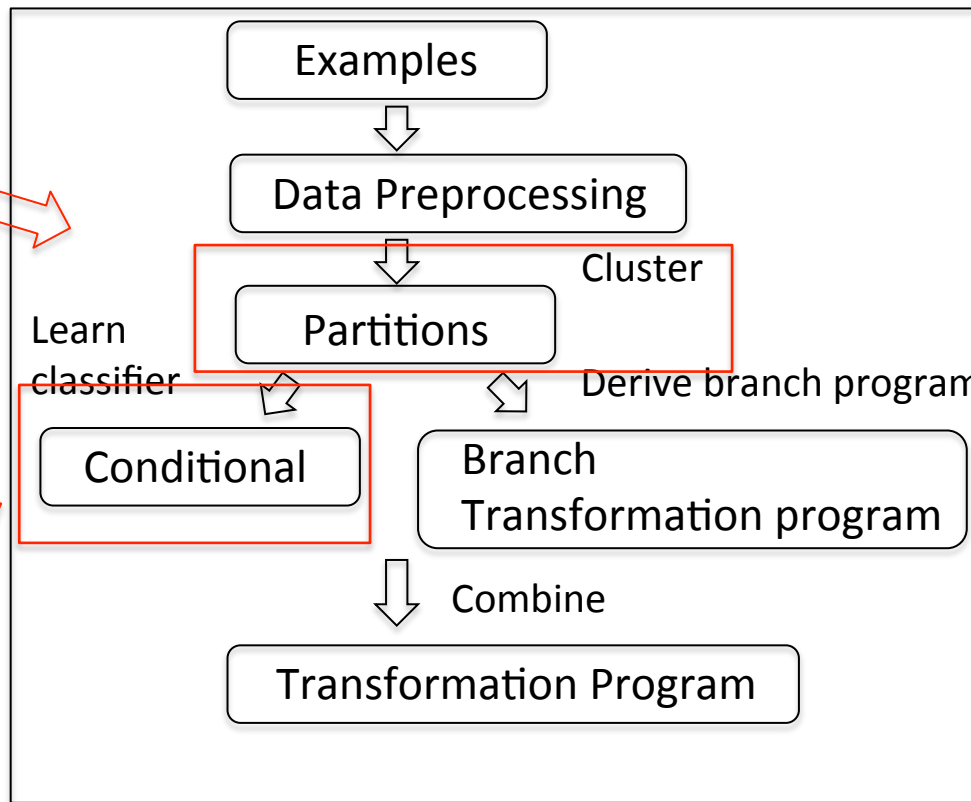 Examples
Data Preprocessing
Cluster
Partitions
Learn
classifier
Derive branch program
Conditional
Branch
Transformation program
Combine
Transformation Program